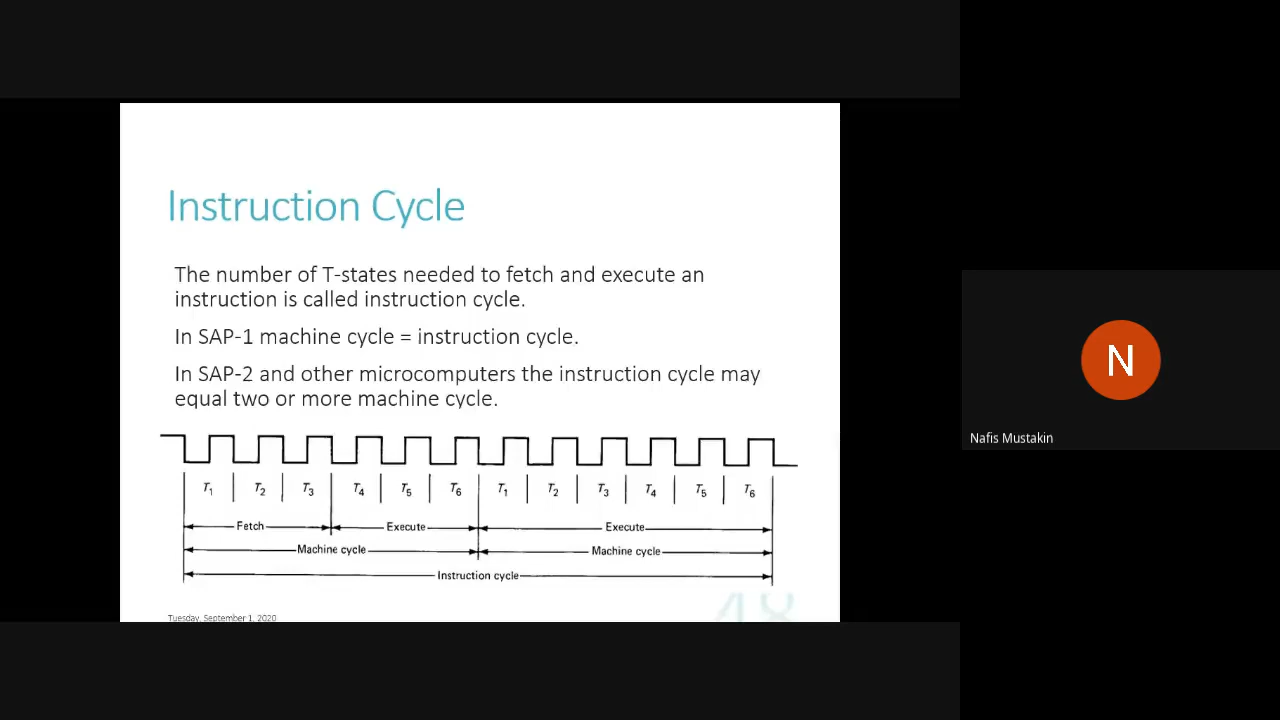 Instruction Cycle
The number of T-states needed to fetch and execute an
instruction is called instruction cycle.
In SAP-1 machine cycle = instruction cycle.
In SAP-2 and other microcomputers the instruction cycle may
equal two or more machine cycle.
T1 T2 T3 T4 T5 T6 T1 T2 T3 T4 T5 T6
Fetch Execute Execute
Machine cycle Machine cycle
Instruction cycle
Tuesday, September 1, 2020
48
N
Nafis Mustakin